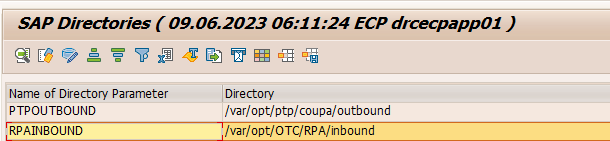 SAP Directories ( 09.06.2023 06:11:24 ECP drcecpapp01 )
Name of Directory Parameter Directory
PTPOUTBOUND /var/opt/ptp/coupa/outbound
RPAINBOUND /var/opt/OTC/RPA/inbound